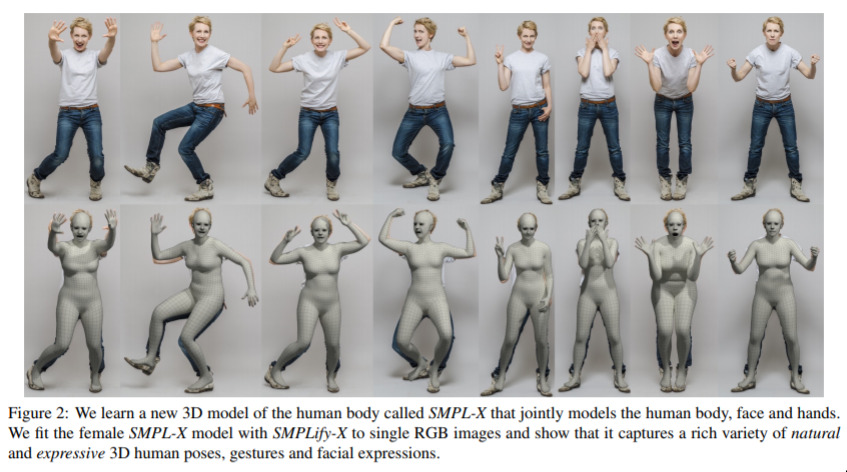 Figure 2: We learn a new 3D model of the human body called SMPL-X that jointly models the human body, face and hands.
We fit the female SMPL-X model with SMPLify-X to single RGB images and show that it captures a rich variety of natural
and expressive 3D human poses, gestures and facial expressions.